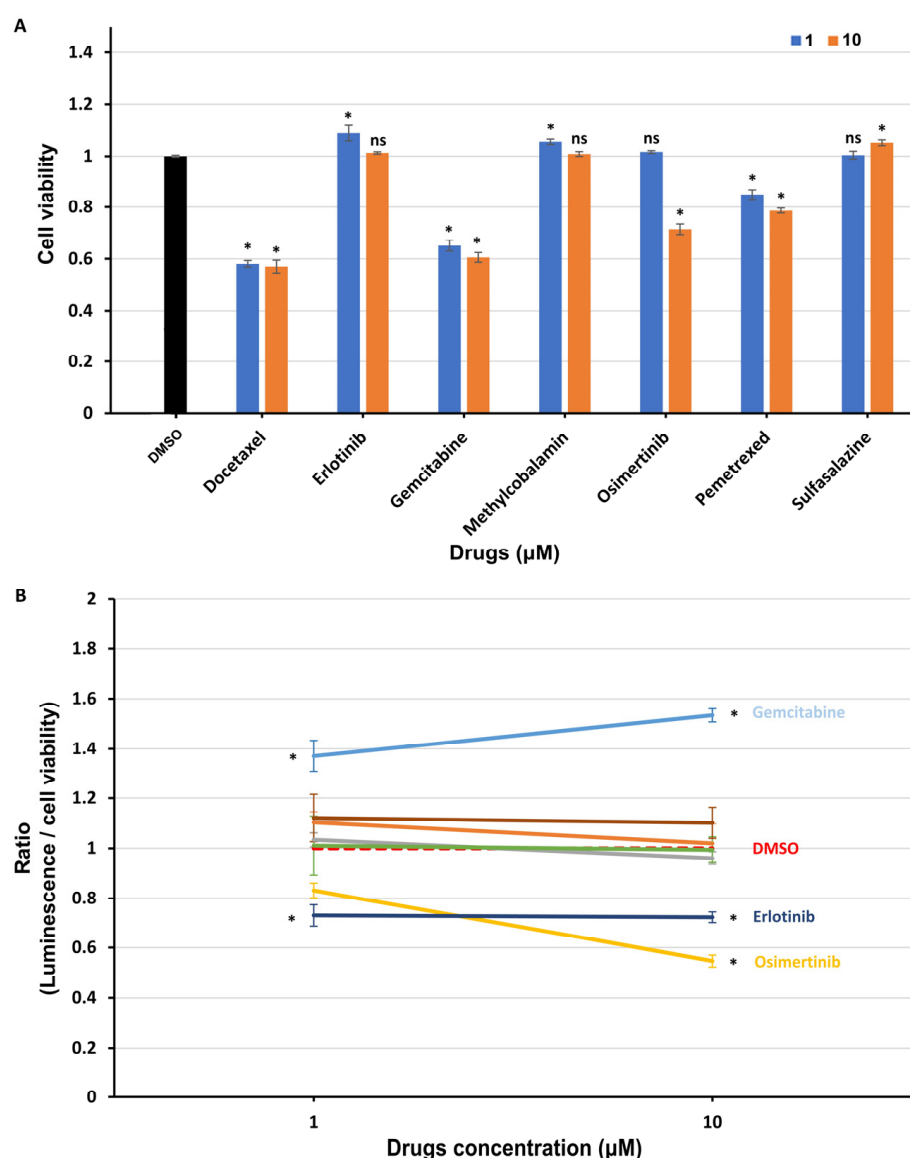 A
1 10
1.4
1.2
1
0.8
0.6
0.4
0.2
0
Cell viability
* * * ns * * * ns ns * * * ns *
DMSO
Docetaxel
Erlotinib
Gemcitabine
Methylcobalamin
Osimertinib
Pemetrexed
Sulfasalazine
Drugs (µM)
B
2
1.8
1.6
1.4
1.2
1
0.8
0.6
0.4
0.2
0
Ratio
(Luminescence / cell viability)
* * Gemcitabine
DMSO
* * Erlotinib
* Osimertinib
1 10
Drugs concentration (µM)